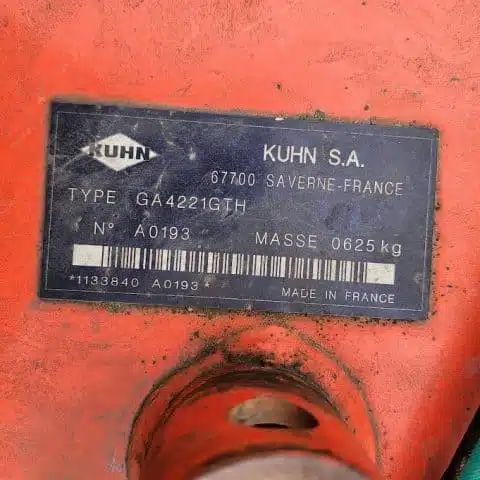 KUHN
KUHN S.A.
67700 SAVERNE-FRANCE
TYPE GA4221GTH
N° A0193 MASSE 0625 kg
*1133840 A0193*
MADE IN FRANCE